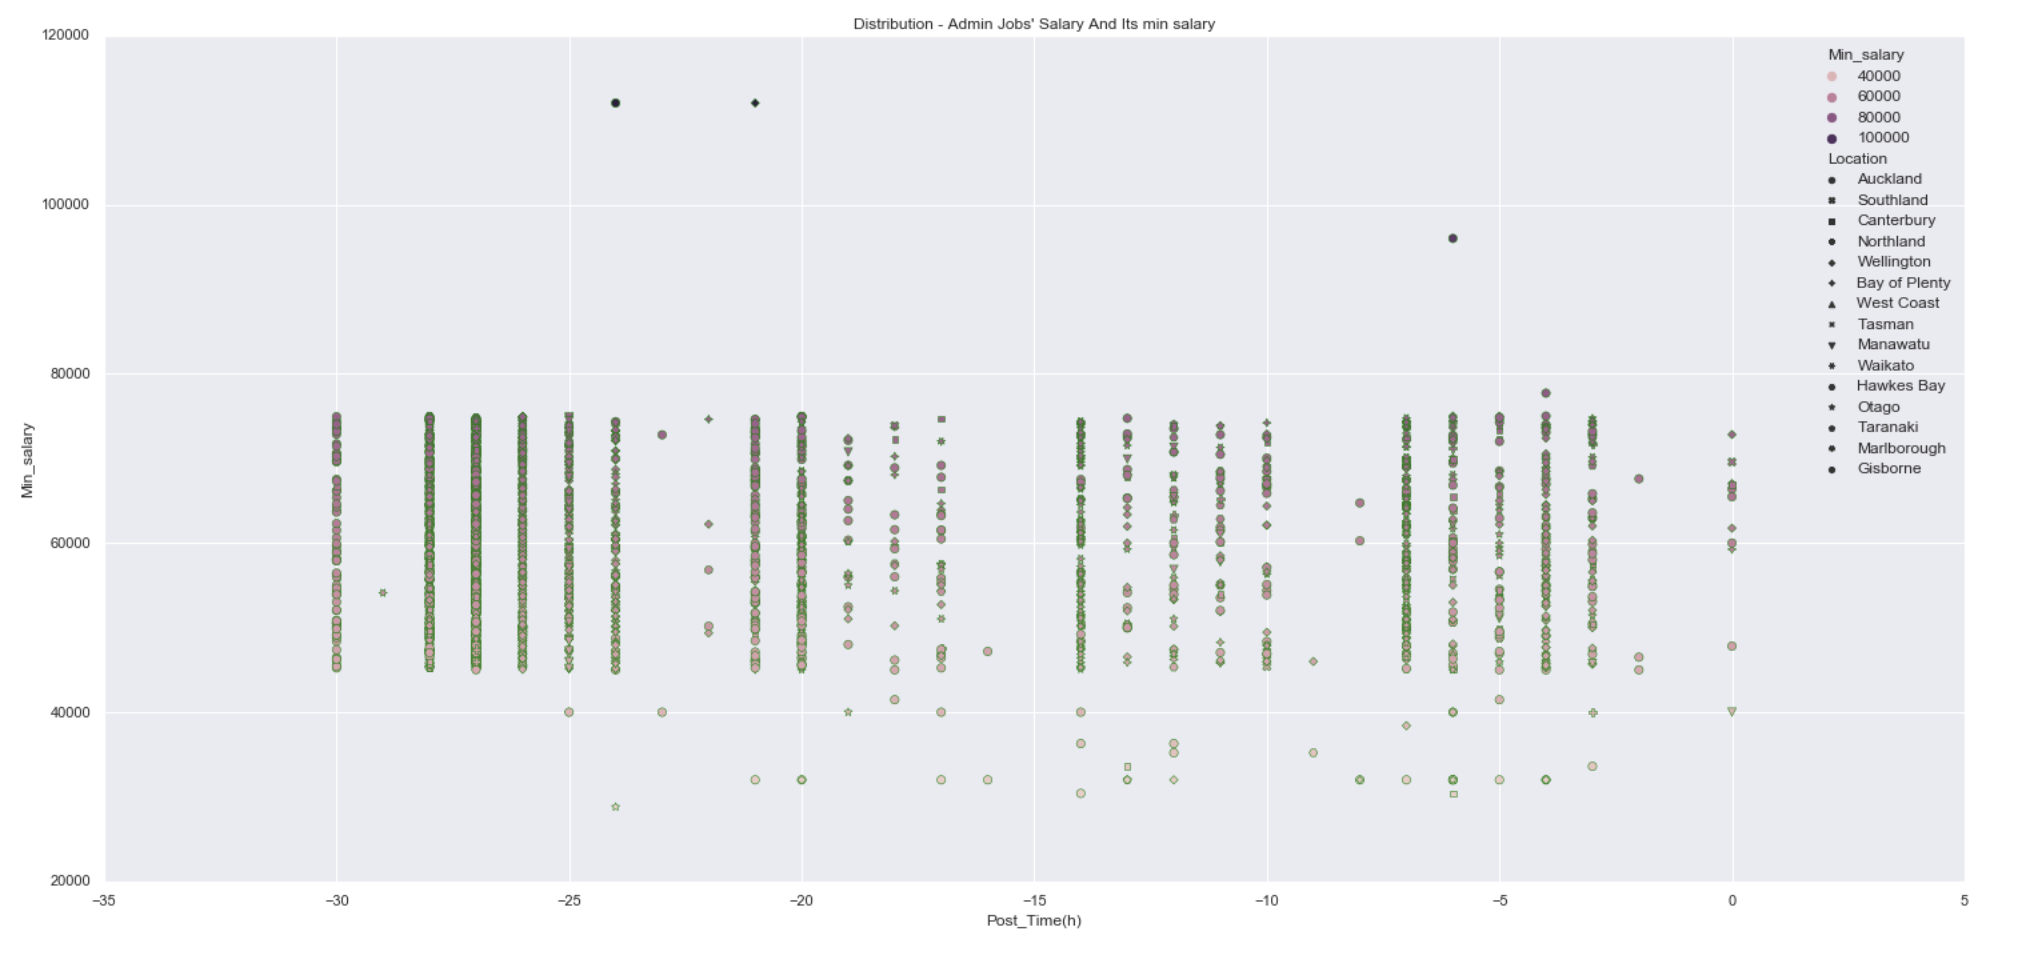 Distribution - Admin Jobs' Salary And Its min salary
120000
100000
80000
60000
40000
20000
Min_salary
−35
−30
−25
−20
−15
−10
−5
0
5
Post_Time(h)
Min_salary
40000
60000
80000
100000
Location
Auckland
Southland
Canterbury
Northland
Wellington
Bay of Plenty
West Coast
Tasman
Manawatu
Waikato
Hawkes Bay
Otago
Taranaki
Marlborough
Gisborne